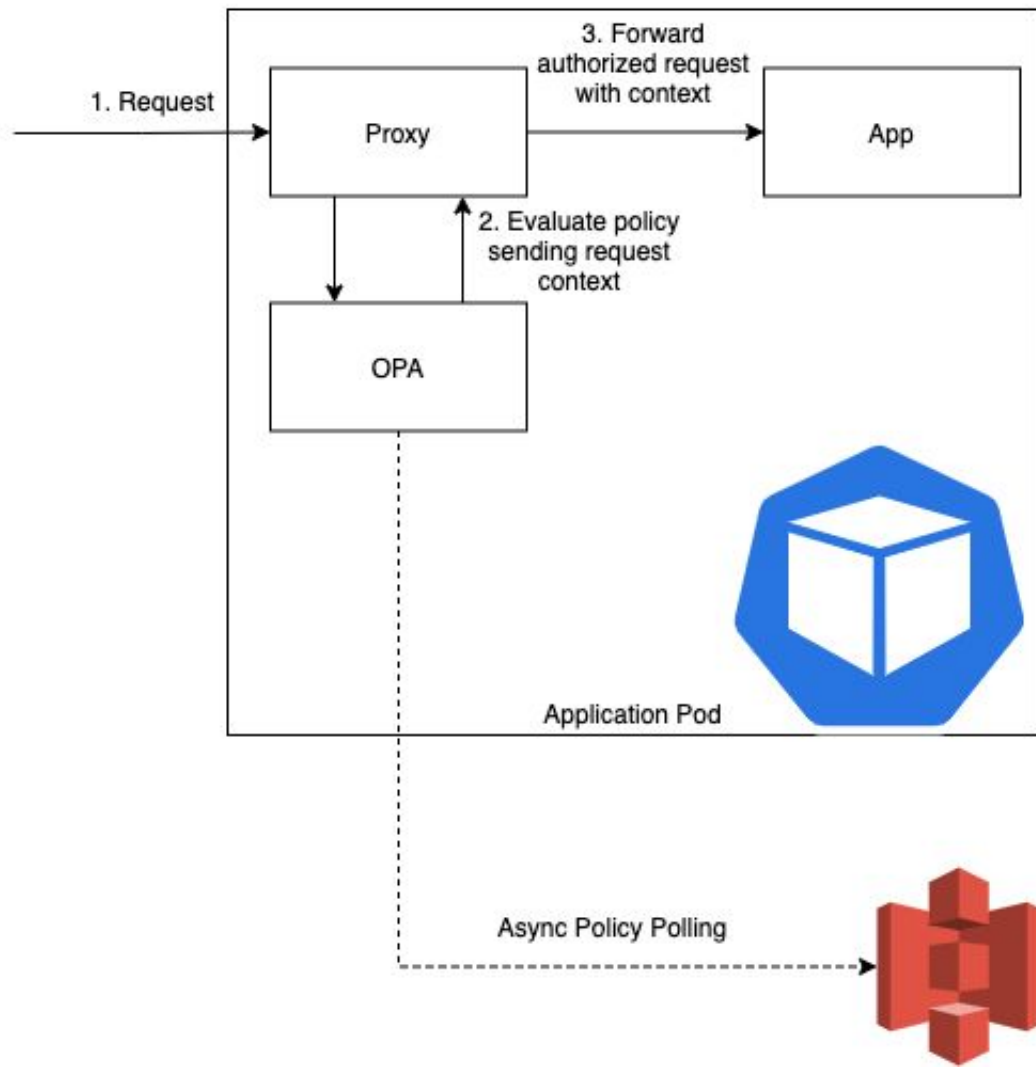 3. Forward
authorized request
with context
1. Request
Proxy
App
2. Evaluate policy
sending request
context
OPA
Application Pod
Async Policy Polling